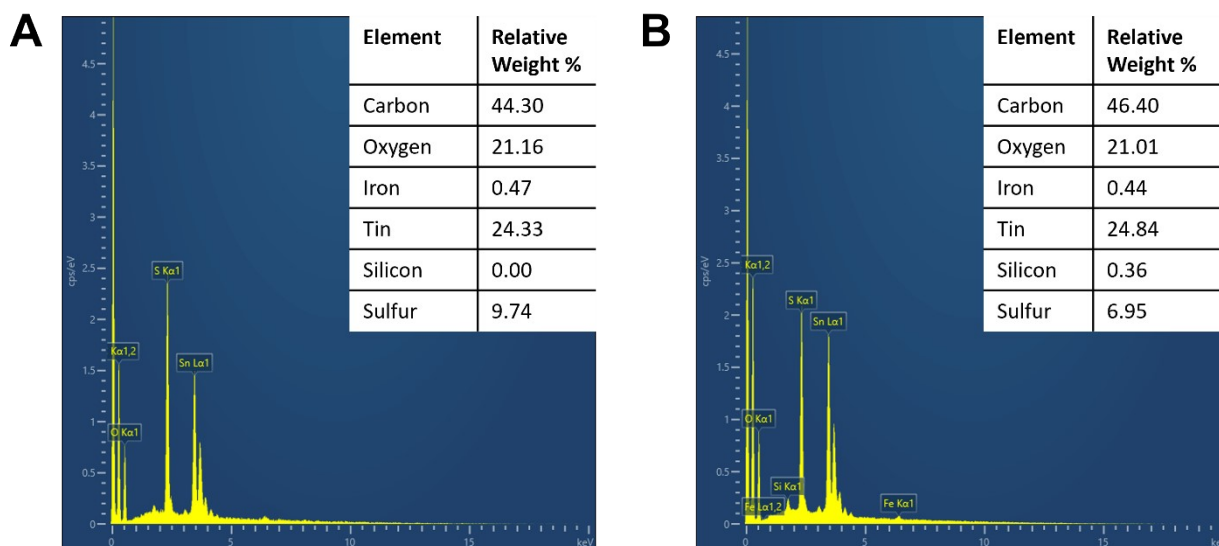 A
Element Relative Weight %
Carbon 44.30
Oxygen 21.16
Iron 0.47
Tin 24.33
Silicon 0.00
Sulfur 9.74
cps/eV
4.5
4
3.5
3
2.5
2
1.5
1
0.5
0
S Kα1
Kα1,2
Sn Lα1
O Kα1
0
5
10
15
keV
B
Element Relative Weight %
Carbon 46.40
Oxygen 21.01
Iron 0.44
Tin 24.84
Silicon 0.36
Sulfur 6.95
cps/eV
4.5
4
3.5
3
2.5
2
1.5
1
0.5
0
Kα1,2
S Kα1
Sn Lα1
O Kα1
Si Kα1
Fe Lα1,2
Fe Kα1
0
5
10
15
keV